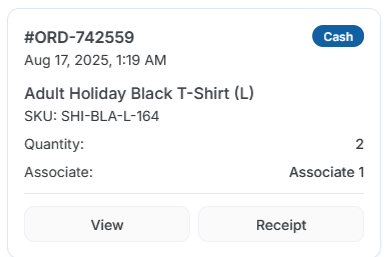 #ORD-742559
Cash
Aug 17, 2025, 1:19 AM
Adult Holiday Black T-Shirt (L)
SKU: SHI-BLA-L-164
Quantity: 2
Associate: Associate 1
View Receipt